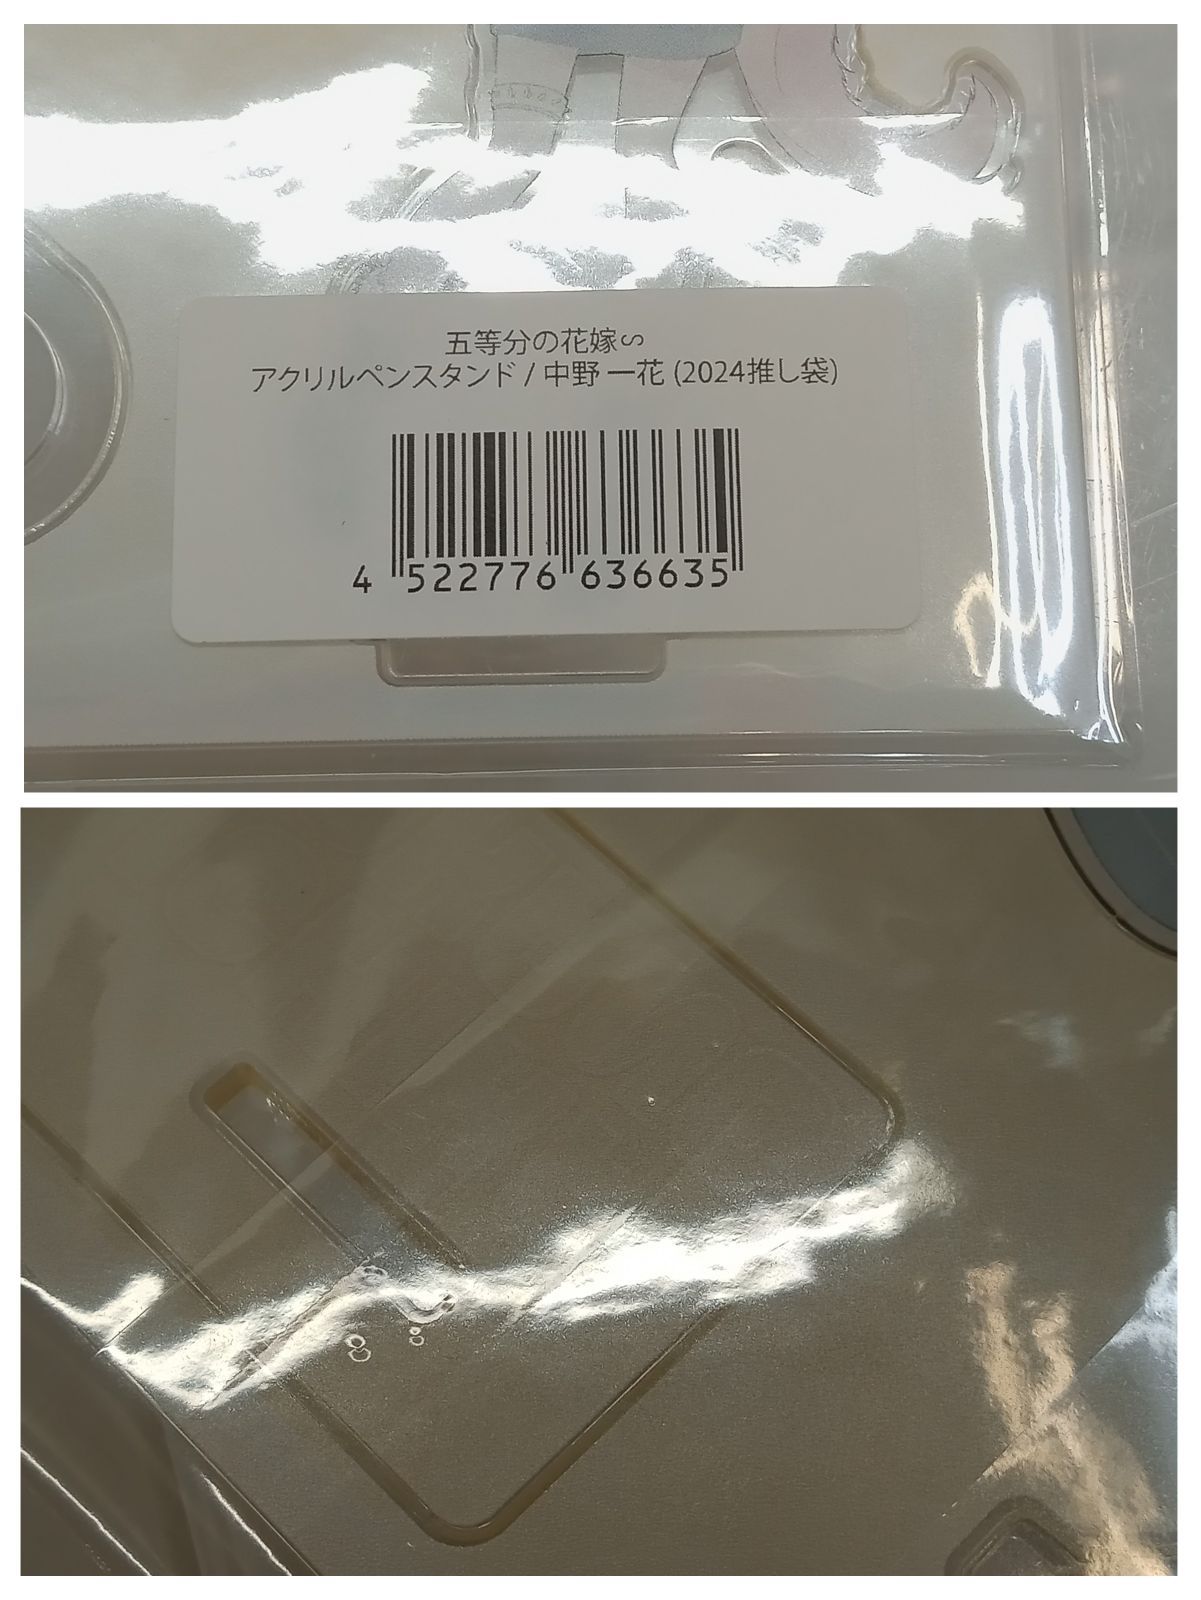 五等分の花嫁∽
アクリルペンスタンド / 中野 一花 (2024推し袋)
4 522776 636635